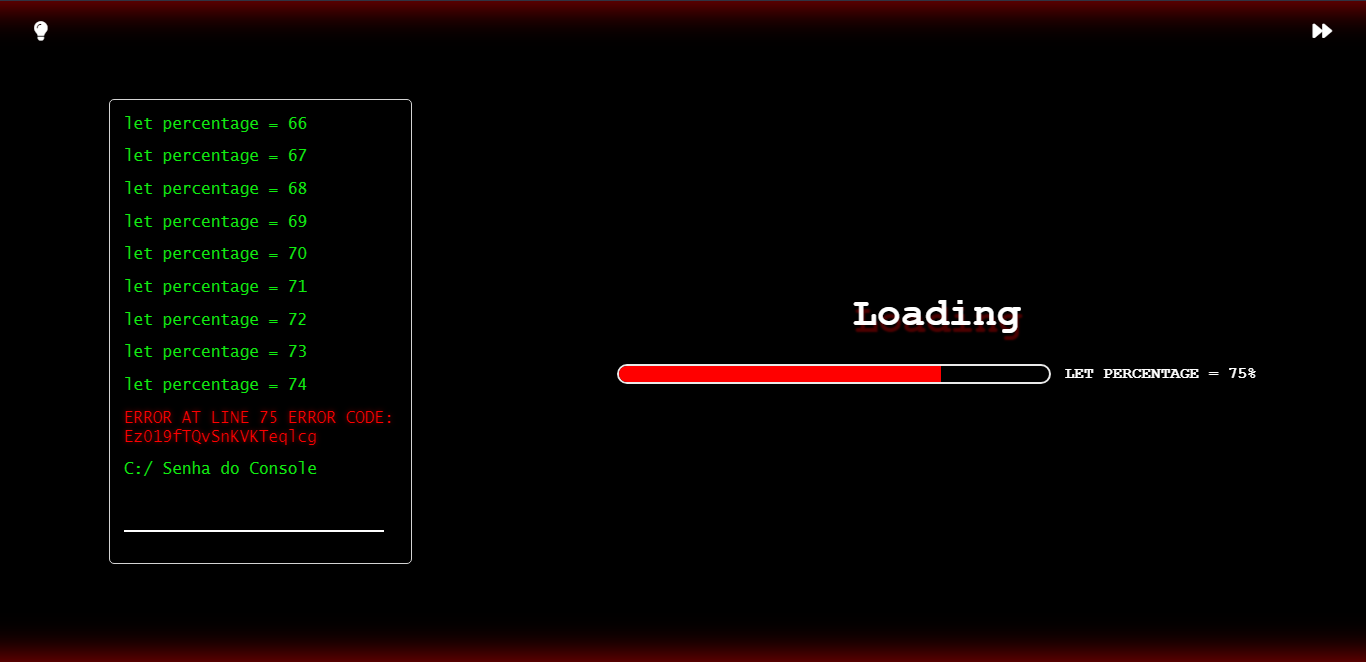 let percentage = 66
let percentage = 67
let percentage = 68
let percentage = 69
let percentage = 70
let percentage = 71
let percentage = 72
let percentage = 73
let percentage = 74
ERROR AT LINE 75 ERROR CODE:
EzO19fTQvSnKVKTeqlcg
C:/ Senha do Console
Loading
LET PERCENTAGE = 75%